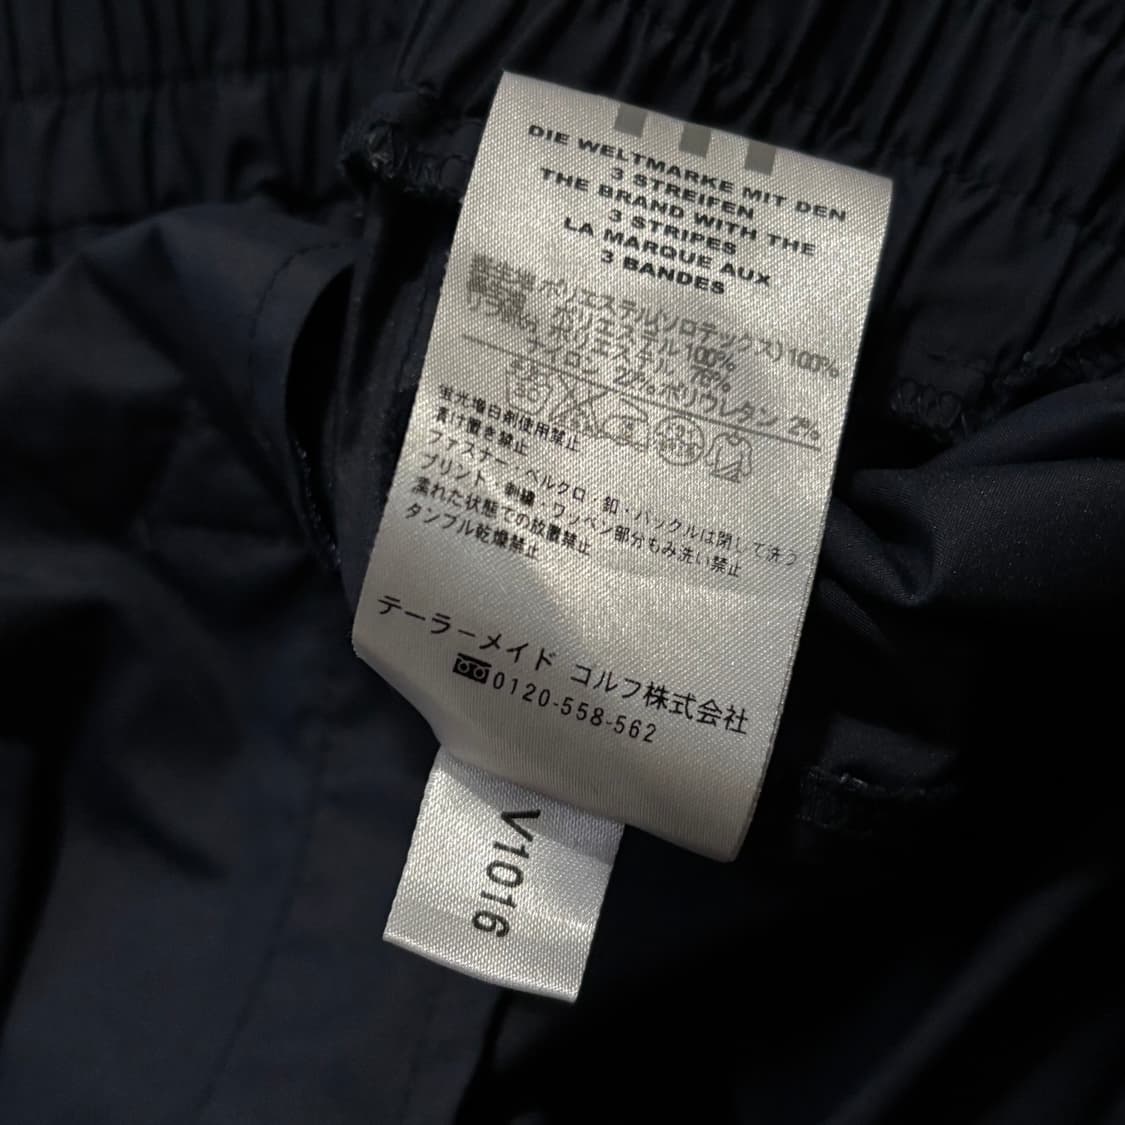 DIE WELTMARKE MIT DEN
3 STREIFEN
THE BRAND WITH THE
3 STRIPES
LA MARQUE AUX
3 BANDES
ポリエステル(ソロテックス)100%
ポリエステル 100%
ポリエステル 76%
ナイロン 22% ポリウレタン 2%
蛍光増白剤使用禁止
漬け置き禁止
ファスナー・ベルクロ・釦・バックルは閉じて洗う
プリント・刺繍・ワッペン部分もみ洗い禁止
濡れた状態での放置禁止
タンブル乾燥禁止
テーラーメイド ゴルフ株式会社
0120-558-562
V1016